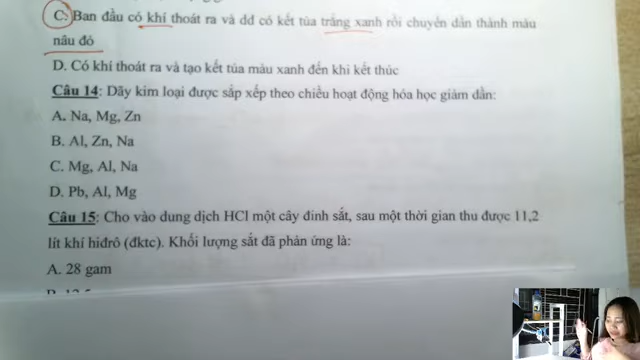 C. Ban đầu có khí thoát ra và dd có kết tủa trắng xanh rồi chuyển dần thành màu
nâu đỏ
D. Có khí thoát ra và tạo kết tủa màu xanh đến khi kết thúc
Câu 14: Dãy kim loại được sắp xếp theo chiều hoạt động hóa học giảm dần:
A. Na, Mg, Zn
B. Al, Zn, Na
C. Mg, Al, Na
D. Pb, Al, Mg
Câu 15: Cho vào dung dịch HCl một cây đinh sắt, sau một thời gian thu được 11,2
lít khí hiđrô (đktc). Khối lượng sắt đã phản ứng là:
A. 28 gam